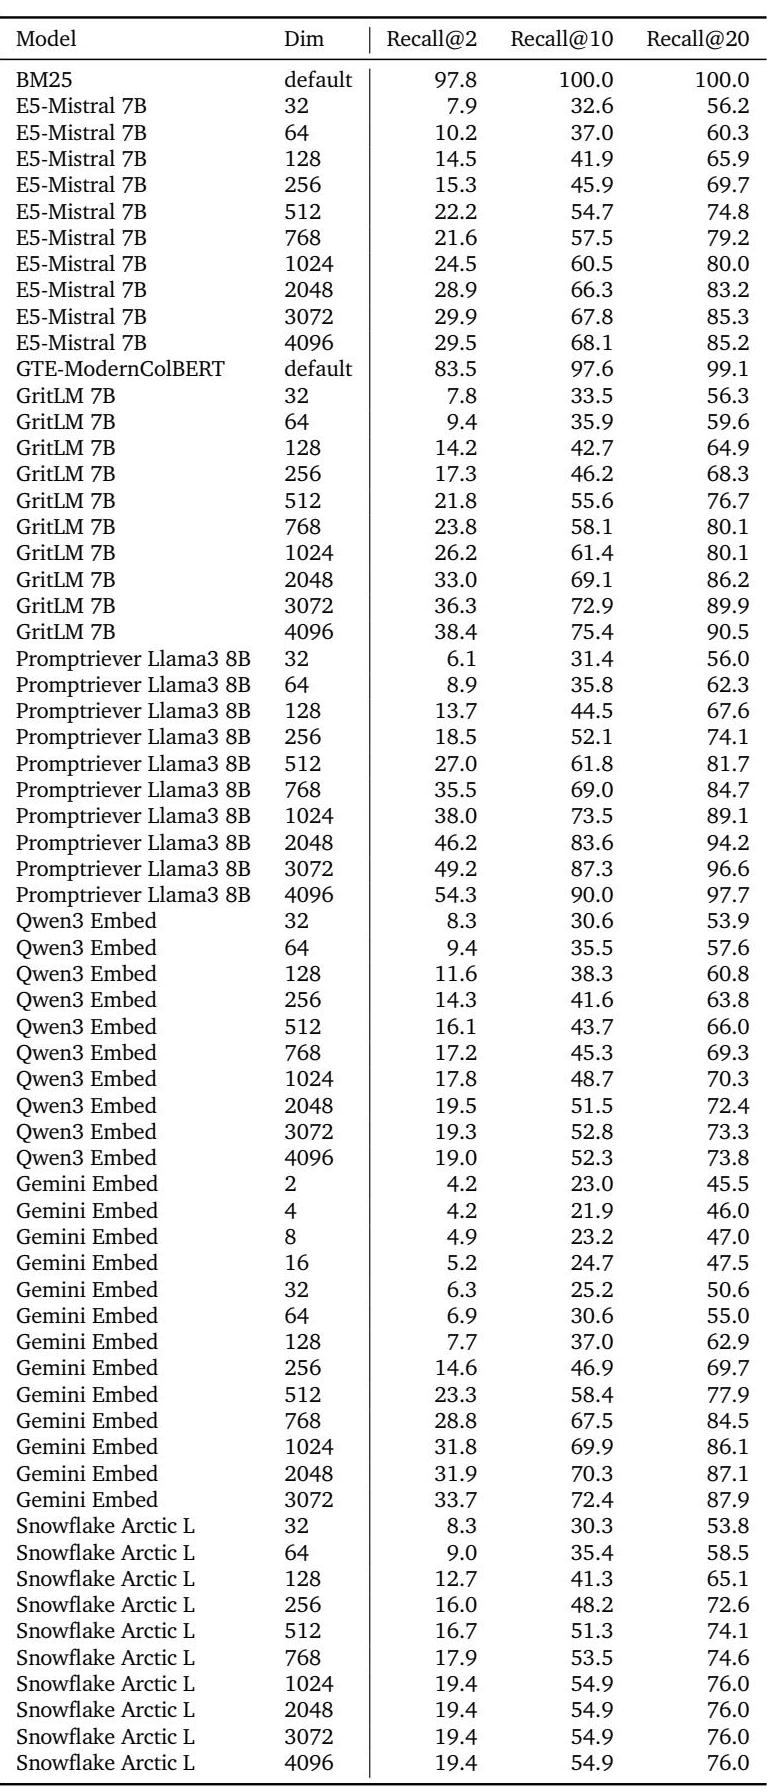 Model Dim Recall@2 Recall@10 Recall@20
BM25 default 97.8 100.0 100.0
E5-Mistral 7B 32 7.9 32.6 56.2
E5-Mistral 7B 64 10.2 37.0 60.3
E5-Mistral 7B 128 14.5 41.9 65.9
E5-Mistral 7B 256 15.3 45.9 69.7
E5-Mistral 7B 512 22.2 54.7 74.8
E5-Mistral 7B 768 21.6 57.5 79.2
E5-Mistral 7B 1024 24.5 60.5 80.0
E5-Mistral 7B 2048 28.9 66.3 83.2
E5-Mistral 7B 3072 29.9 67.8 85.3
E5-Mistral 7B 4096 29.5 68.1 85.2
GTE-ModernColBERT default 83.5 97.6 99.1
GritLM 7B 32 7.8 33.5 56.3
GritLM 7B 64 9.4 35.9 59.6
GritLM 7B 128 14.2 42.7 64.9
GritLM 7B 256 17.3 46.2 68.3
GritLM 7B 512 21.8 55.6 76.7
GritLM 7B 768 23.8 58.1 80.1
GritLM 7B 1024 26.2 61.4 80.1
GritLM 7B 2048 33.0 69.1 86.2
GritLM 7B 3072 36.3 72.9 89.9
GritLM 7B 4096 38.4 75.4 90.5
Promptriever Llama3 8B 32 6.1 31.4 56.0
Promptriever Llama3 8B 64 8.9 35.8 62.3
Promptriever Llama3 8B 128 13.7 44.5 67.6
Promptriever Llama3 8B 256 18.5 52.1 74.1
Promptriever Llama3 8B 512 27.0 61.8 81.7
Promptriever Llama3 8B 768 35.5 69.0 84.7
Promptriever Llama3 8B 1024 38.0 73.5 89.1
Promptriever Llama3 8B 2048 46.2 83.6 94.2
Promptriever Llama3 8B 3072 49.2 87.3 96.6
Promptriever Llama3 8B 4096 54.3 90.0 97.7
Qwen3 Embed 32 8.3 30.6 53.9
Qwen3 Embed 64 9.4 35.5 57.6
Qwen3 Embed 128 11.6 38.3 60.8
Qwen3 Embed 256 14.3 41.6 63.8
Qwen3 Embed 512 16.1 43.7 66.0
Qwen3 Embed 768 17.2 45.3 69.3
Qwen3 Embed 1024 17.8 48.7 70.3
Qwen3 Embed 2048 19.5 51.5 72.4
Qwen3 Embed 3072 19.3 52.8 73.3
Qwen3 Embed 4096 19.0 52.3 73.8
Gemini Embed 2 4.2 23.0 45.5
Gemini Embed 4 4.2 21.9 46.0
Gemini Embed 8 4.9 23.2 47.0
Gemini Embed 16 5.2 24.7 47.5
Gemini Embed 32 6.3 25.2 50.6
Gemini Embed 64 6.9 30.6 55.0
Gemini Embed 128 7.7 37.0 62.9
Gemini Embed 256 14.6 46.9 69.7
Gemini Embed 512 23.3 58.4 77.9
Gemini Embed 768 28.8 67.5 84.5
Gemini Embed 1024 31.8 69.9 86.1
Gemini Embed 2048 31.9 70.3 87.1
Gemini Embed 3072 33.7 72.4 87.9
Snowflake Arctic L 32 8.3 30.3 53.8
Snowflake Arctic L 64 9.0 35.4 58.5
Snowflake Arctic L 128 12.7 41.3 65.1
Snowflake Arctic L 256 16.0 48.2 72.6
Snowflake Arctic L 512 16.7 51.3 74.1
Snowflake Arctic L 768 17.9 53.5 74.6
Snowflake Arctic L 1024 19.4 54.9 76.0
Snowflake Arctic L 2048 19.4 54.9 76.0
Snowflake Arctic L 3072 19.4 54.9 76.0
Snowflake Arctic L 4096 19.4 54.9 76.0